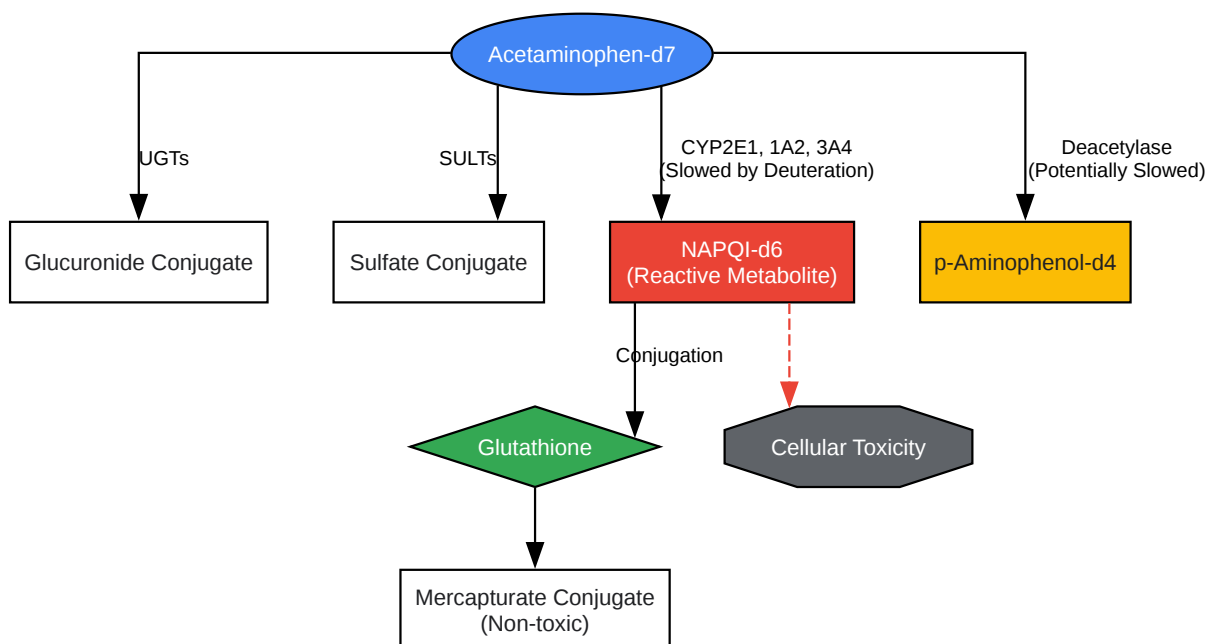 Acetaminophen-d7
UGTs
SULTs
CYP2E1, 1A2, 3A4
(Slowed by Deuteration)
Deacetylase
(Potentially Slowed)
Glucuronide Conjugate
Sulfate Conjugate
NAPQI-d6
(Reactive Metabolite)
p-Aminophenol-d4
Conjugation
Glutathione
Cellular Toxicity
Mercapturate Conjugate
(Non-toxic)